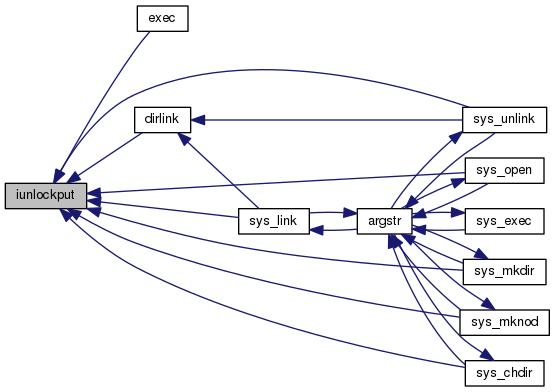 exec
dirlink
sys_unlink
sys_open
iunlockput
sys_link
argstr
sys_exec
sys_mkdir
sys_mknod
sys_chdir